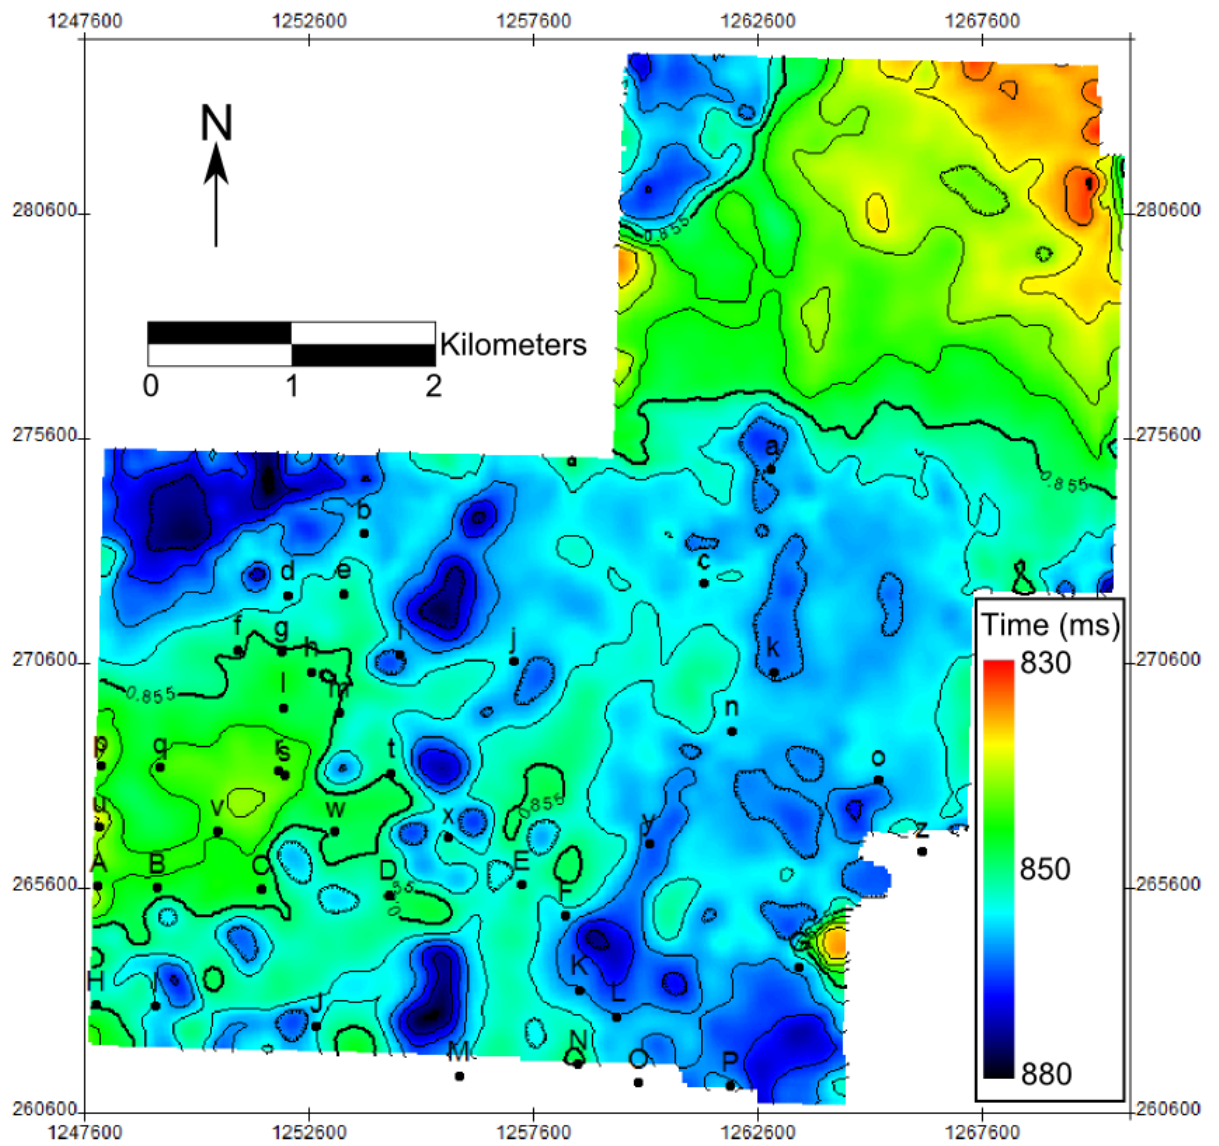 1247600 1252600 1257600 1262600 1267600
N
280600 280600
0.855
Kilometers
0 1 2
275600 275600
a
0.855
b
c
d e
Time (ms)
f g
h i j
830
270600 k 270600
l m
0.855
n
p q r s t o
0.855
u v w x y z
850
A B C D E
265600 265600
F
G
H I J K L
M N O P
880
260600 260600
1247600 1252600 1257600 1262600 1267600